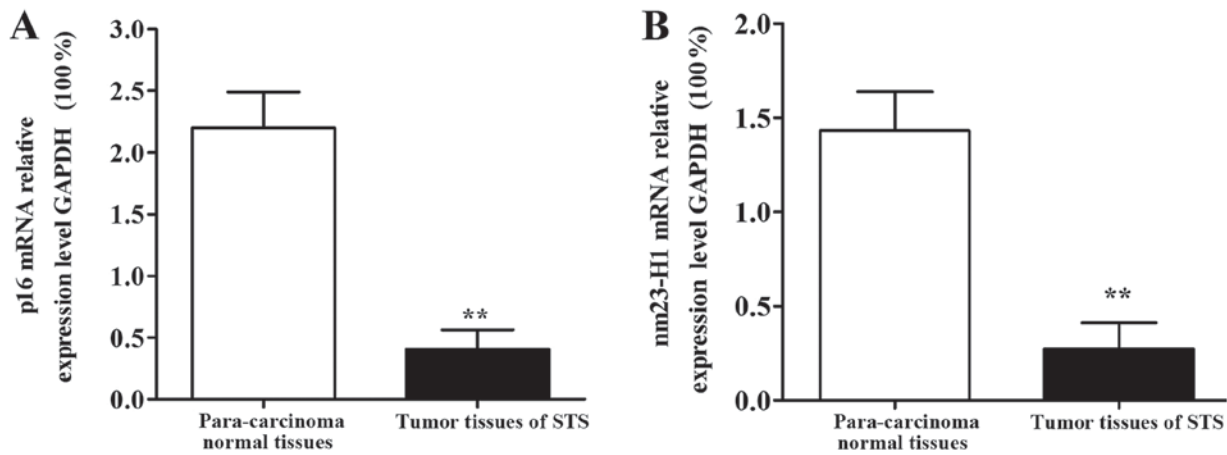 A
p16 mRNA relative
expression level GAPDH (100%)
3.0
2.5
2.0
1.5
1.0
0.5
0.0
**
Para-carcinoma
normal tissues
Tumor tissues of STS
B
nm23-H1 mRNA relative
expression level GAPDH (100%)
2.0
1.5
1.0
0.5
0.0
**
Para-carcinoma
normal tissues
Tumor tissues of STS